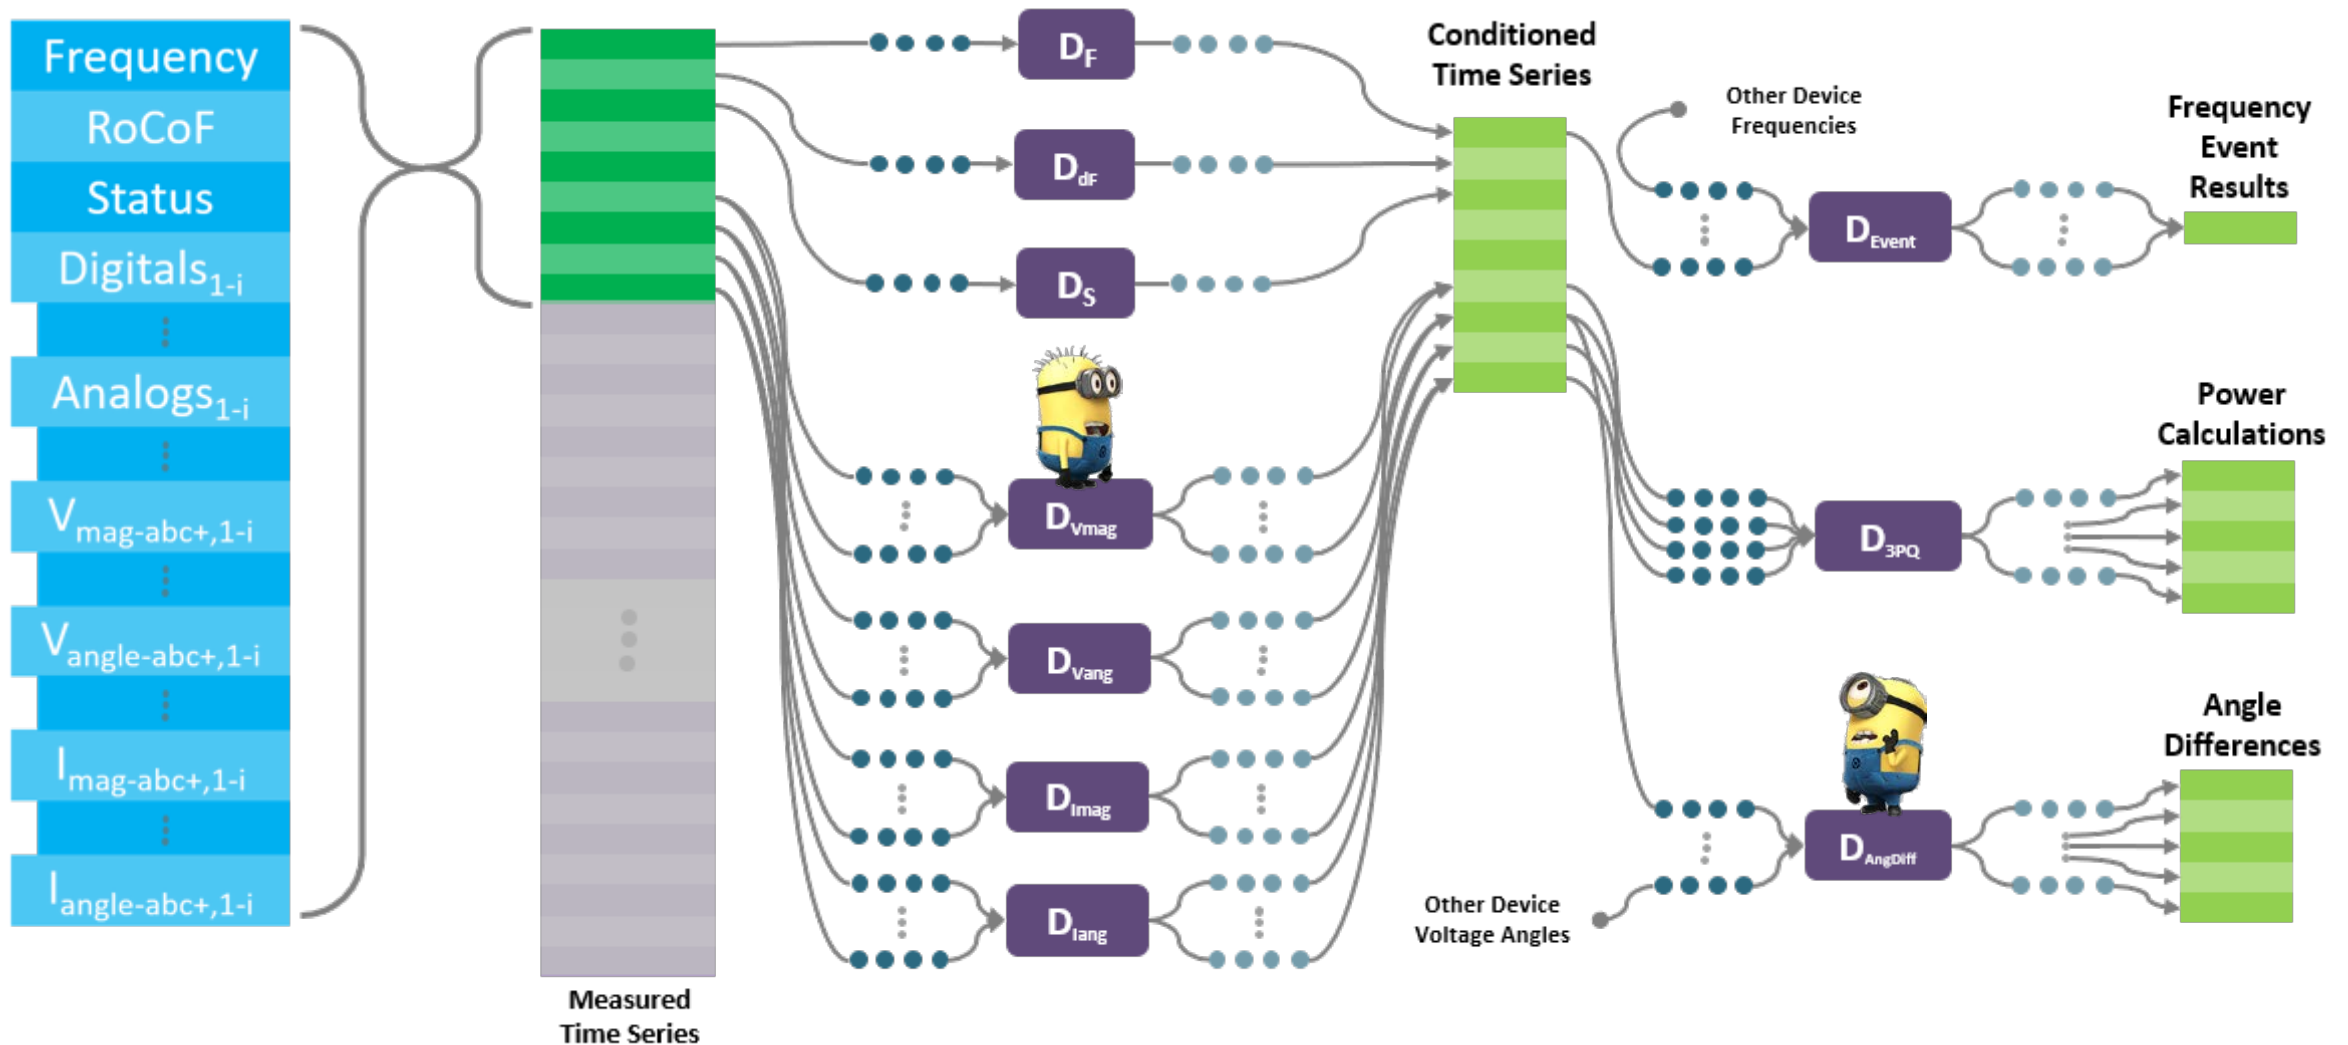 Frequency
RoCoF
Status
Digitals1-i
Analogs1-i
Vmag-abc+,1-i
Vangle-abc+,1-i
Imag-abc+,1-i
Iangle-abc+,1-i
Measured
Time Series
DF
DdF
DS
DVmag
DVang
DImag
DIang
Conditioned
Time Series
Other Device
Frequencies
DEvent
Frequency
Event
Results
D3PQ
Power
Calculations
Other Device
Voltage Angles
DAngDiff
Angle
Differences